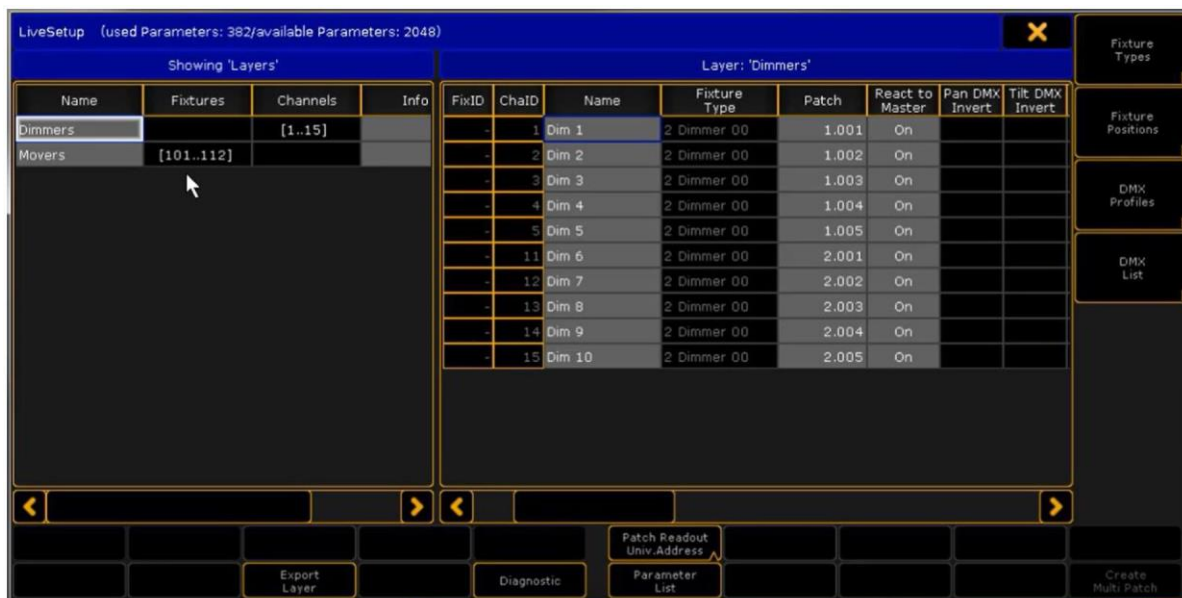 LiveSetup (used Parameters: 382/available Parameters: 2048)
Showing 'Layers' Layer: 'Dimmers'
Name Fixtures Channels Info
Dimmers [1..15]
Movers [101..112]
FixID ChaID Name Fixture Type Patch React to Master Pan DMX Invert Tilt DMX Invert
- 1 Dim 1 2 Dimmer 00 1.001 On
- 2 Dim 2 2 Dimmer 00 1.002 On
- 3 Dim 3 2 Dimmer 00 1.003 On
- 4 Dim 4 2 Dimmer 00 1.004 On
- 5 Dim 5 2 Dimmer 00 1.005 On
- 11 Dim 6 2 Dimmer 00 2.001 On
- 12 Dim 7 2 Dimmer 00 2.002 On
- 13 Dim 8 2 Dimmer 00 2.003 On
- 14 Dim 9 2 Dimmer 00 2.004 On
- 15 Dim 10 2 Dimmer 00 2.005 On
Fixture
Types
Fixture
Positions
DMX
Profiles
DMX
List
Patch Readout
Univ.Address
Export
Layer
Diagnostic
Parameter
List
Create
Multi Patch